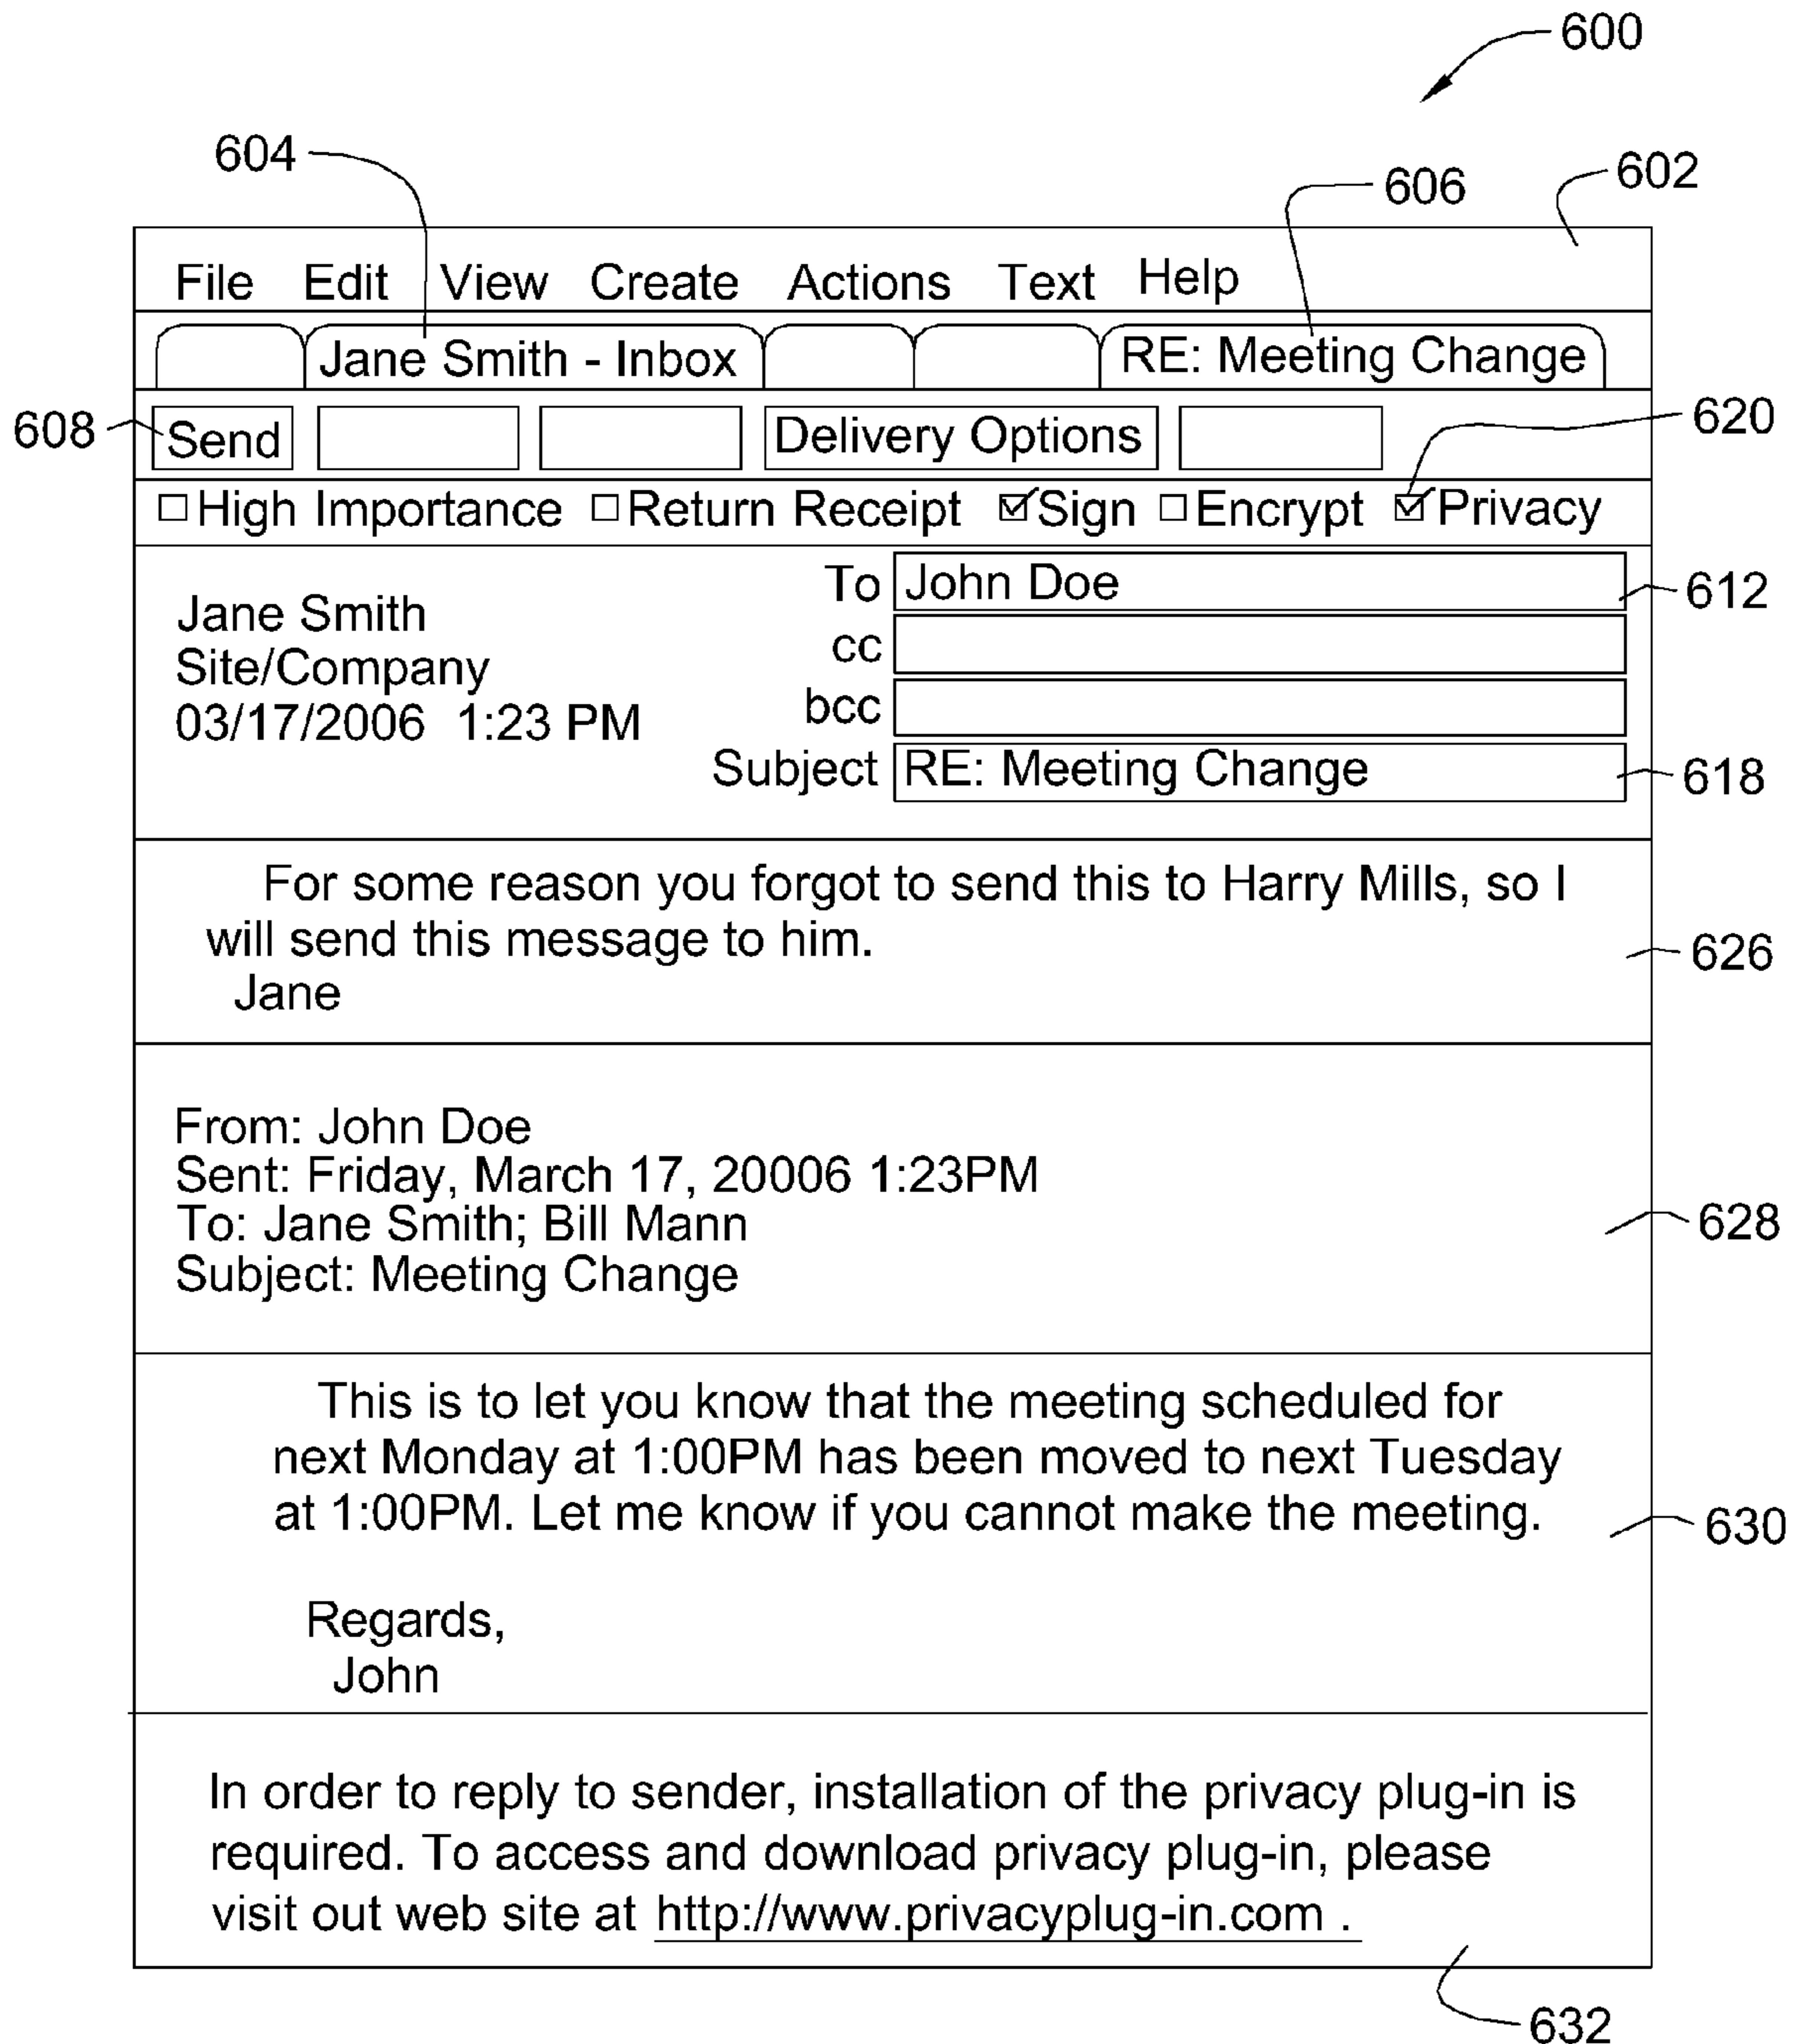 600
604
606
602
File Edit View Create Actions Text Help
Jane Smith - Inbox RE: Meeting Change
608 Send Delivery Options 620
High Importance Return Receipt Sign Encrypt Privacy
To John Doe 612
Jane Smith
cc
Site/Company
bcc
03/17/2006 1:23 PM
Subject RE: Meeting Change 618
For some reason you forgot to send this to Harry Mills, so I
will send this message to him.
626
Jane
From: John Doe
Sent: Friday, March 17, 20006 1:23PM
To: Jane Smith; Bill Mann
628
Subject: Meeting Change
This is to let you know that the meeting scheduled for
next Monday at 1:00PM has been moved to next Tuesday
at 1:00PM. Let me know if you cannot make the meeting.
630
Regards,
John
In order to reply to sender, installation of the privacy plug-in is
required. To access and download privacy plug-in, please
visit out web site at http://www.privacyplug-in.com .
632